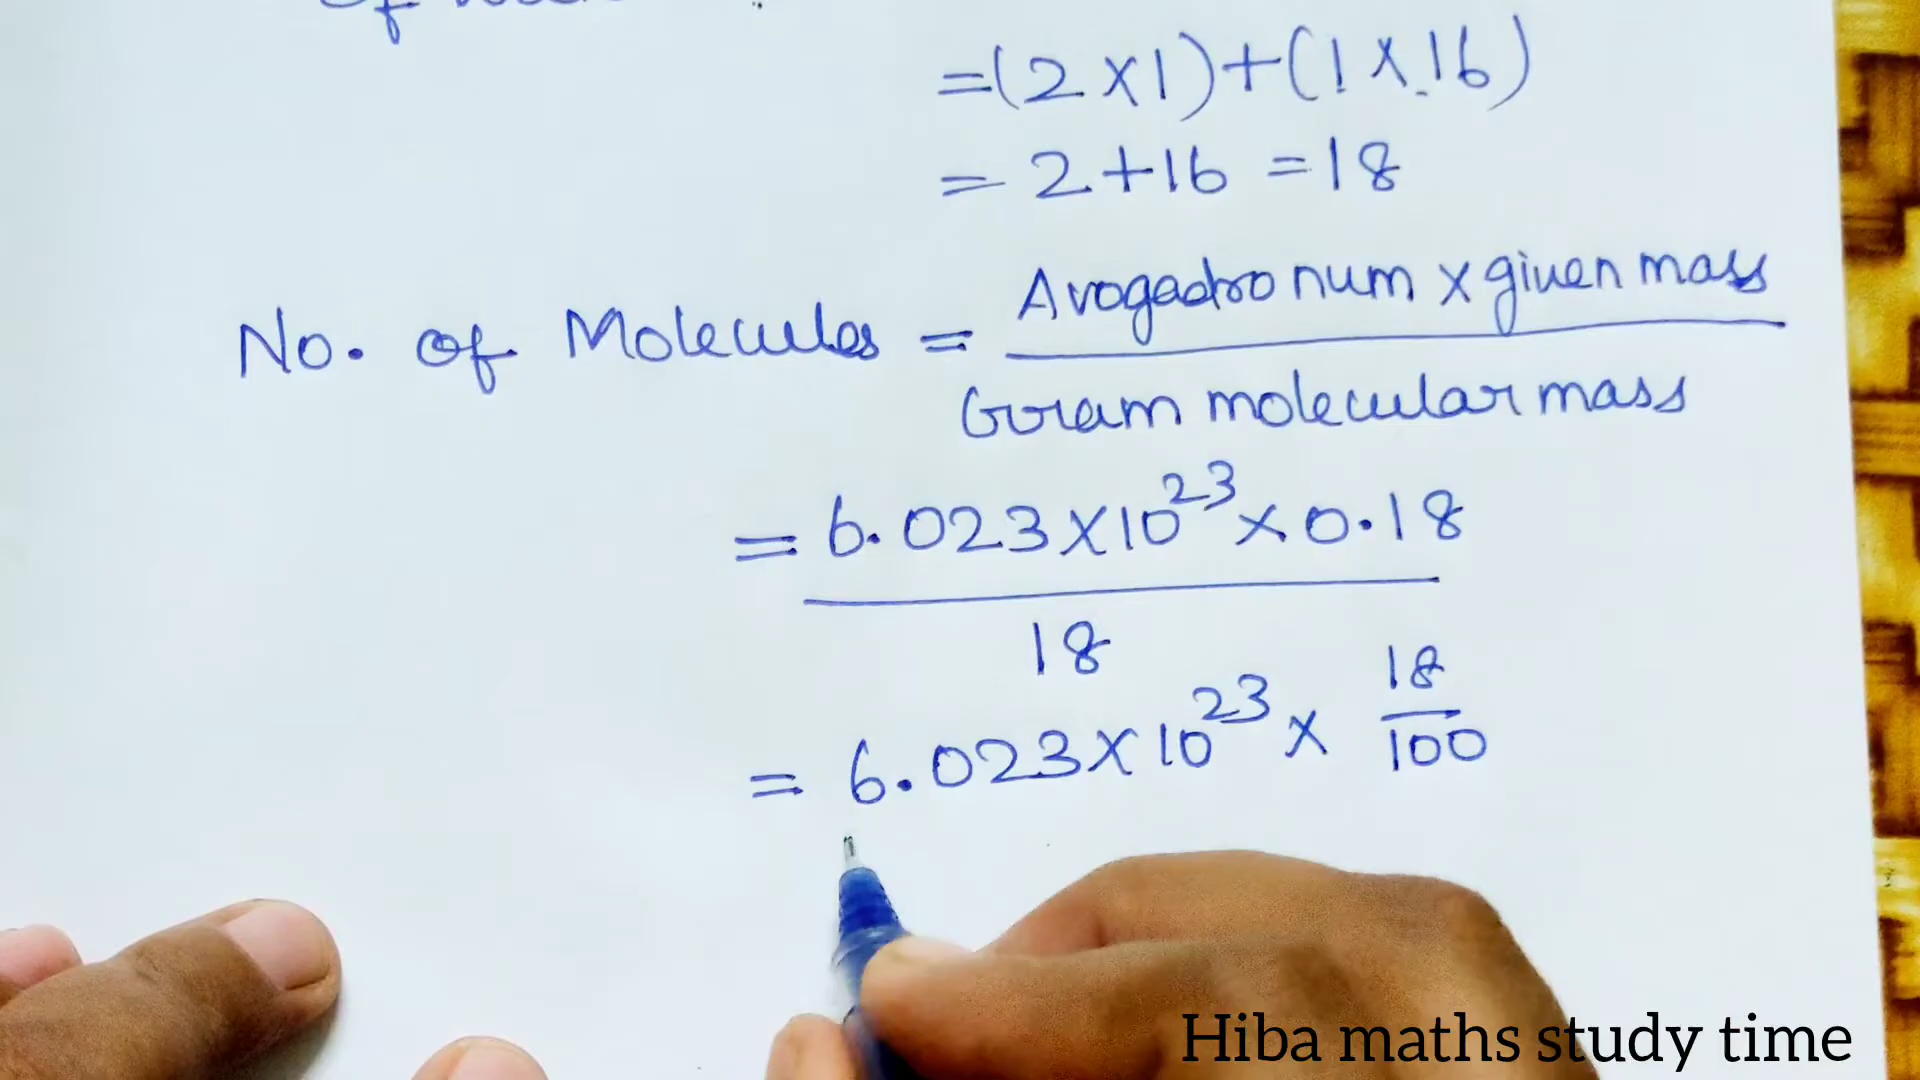 of
=(2×1)+(1×16)
= 2+16 =18
No. of Molecules = Avogadro num × given mass
Gram molecular mass
= 6.023×10²³×0.18
18
= 6.023×10²³× 18
100
Hiba maths study time